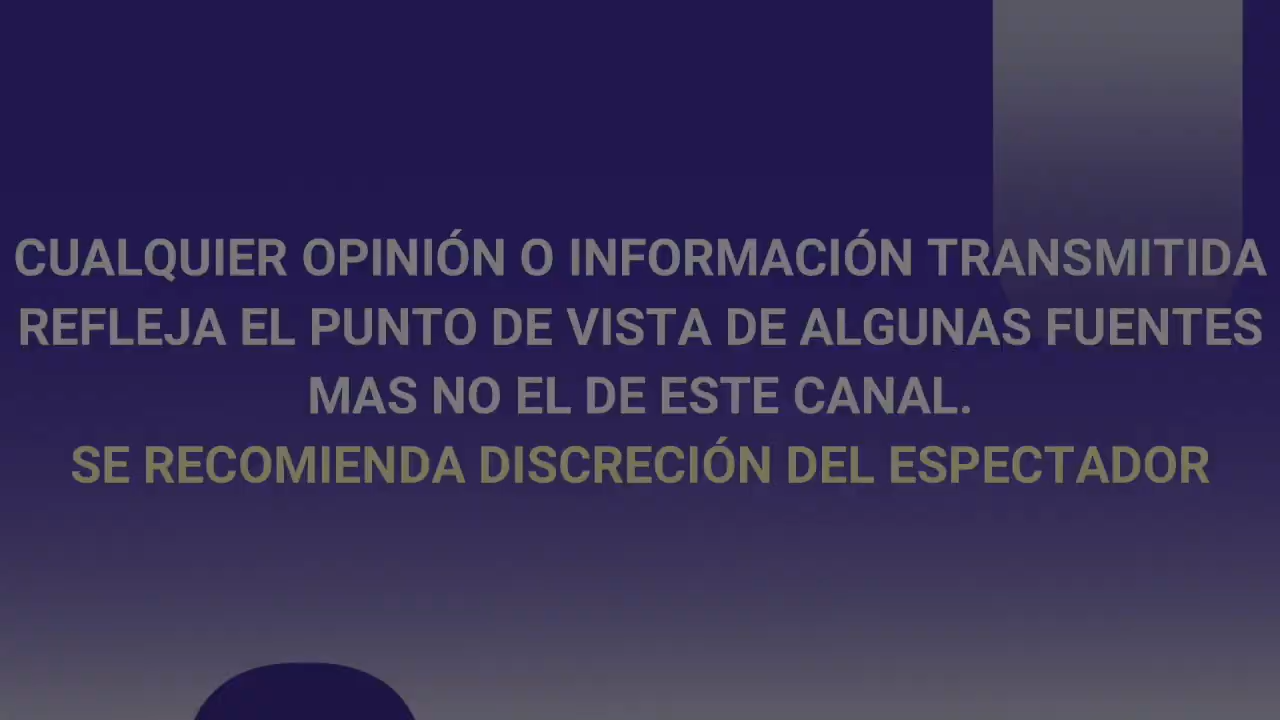 CUALQUIER OPINIÓN O INFORMACIÓN TRANSMITIDA
REFLEJA EL PUNTO DE VISTA DE ALGUNAS FUENTES
MAS NO EL DE ESTE CANAL.
SE RECOMIENDA DISCRECIÓN DEL ESPECTADOR